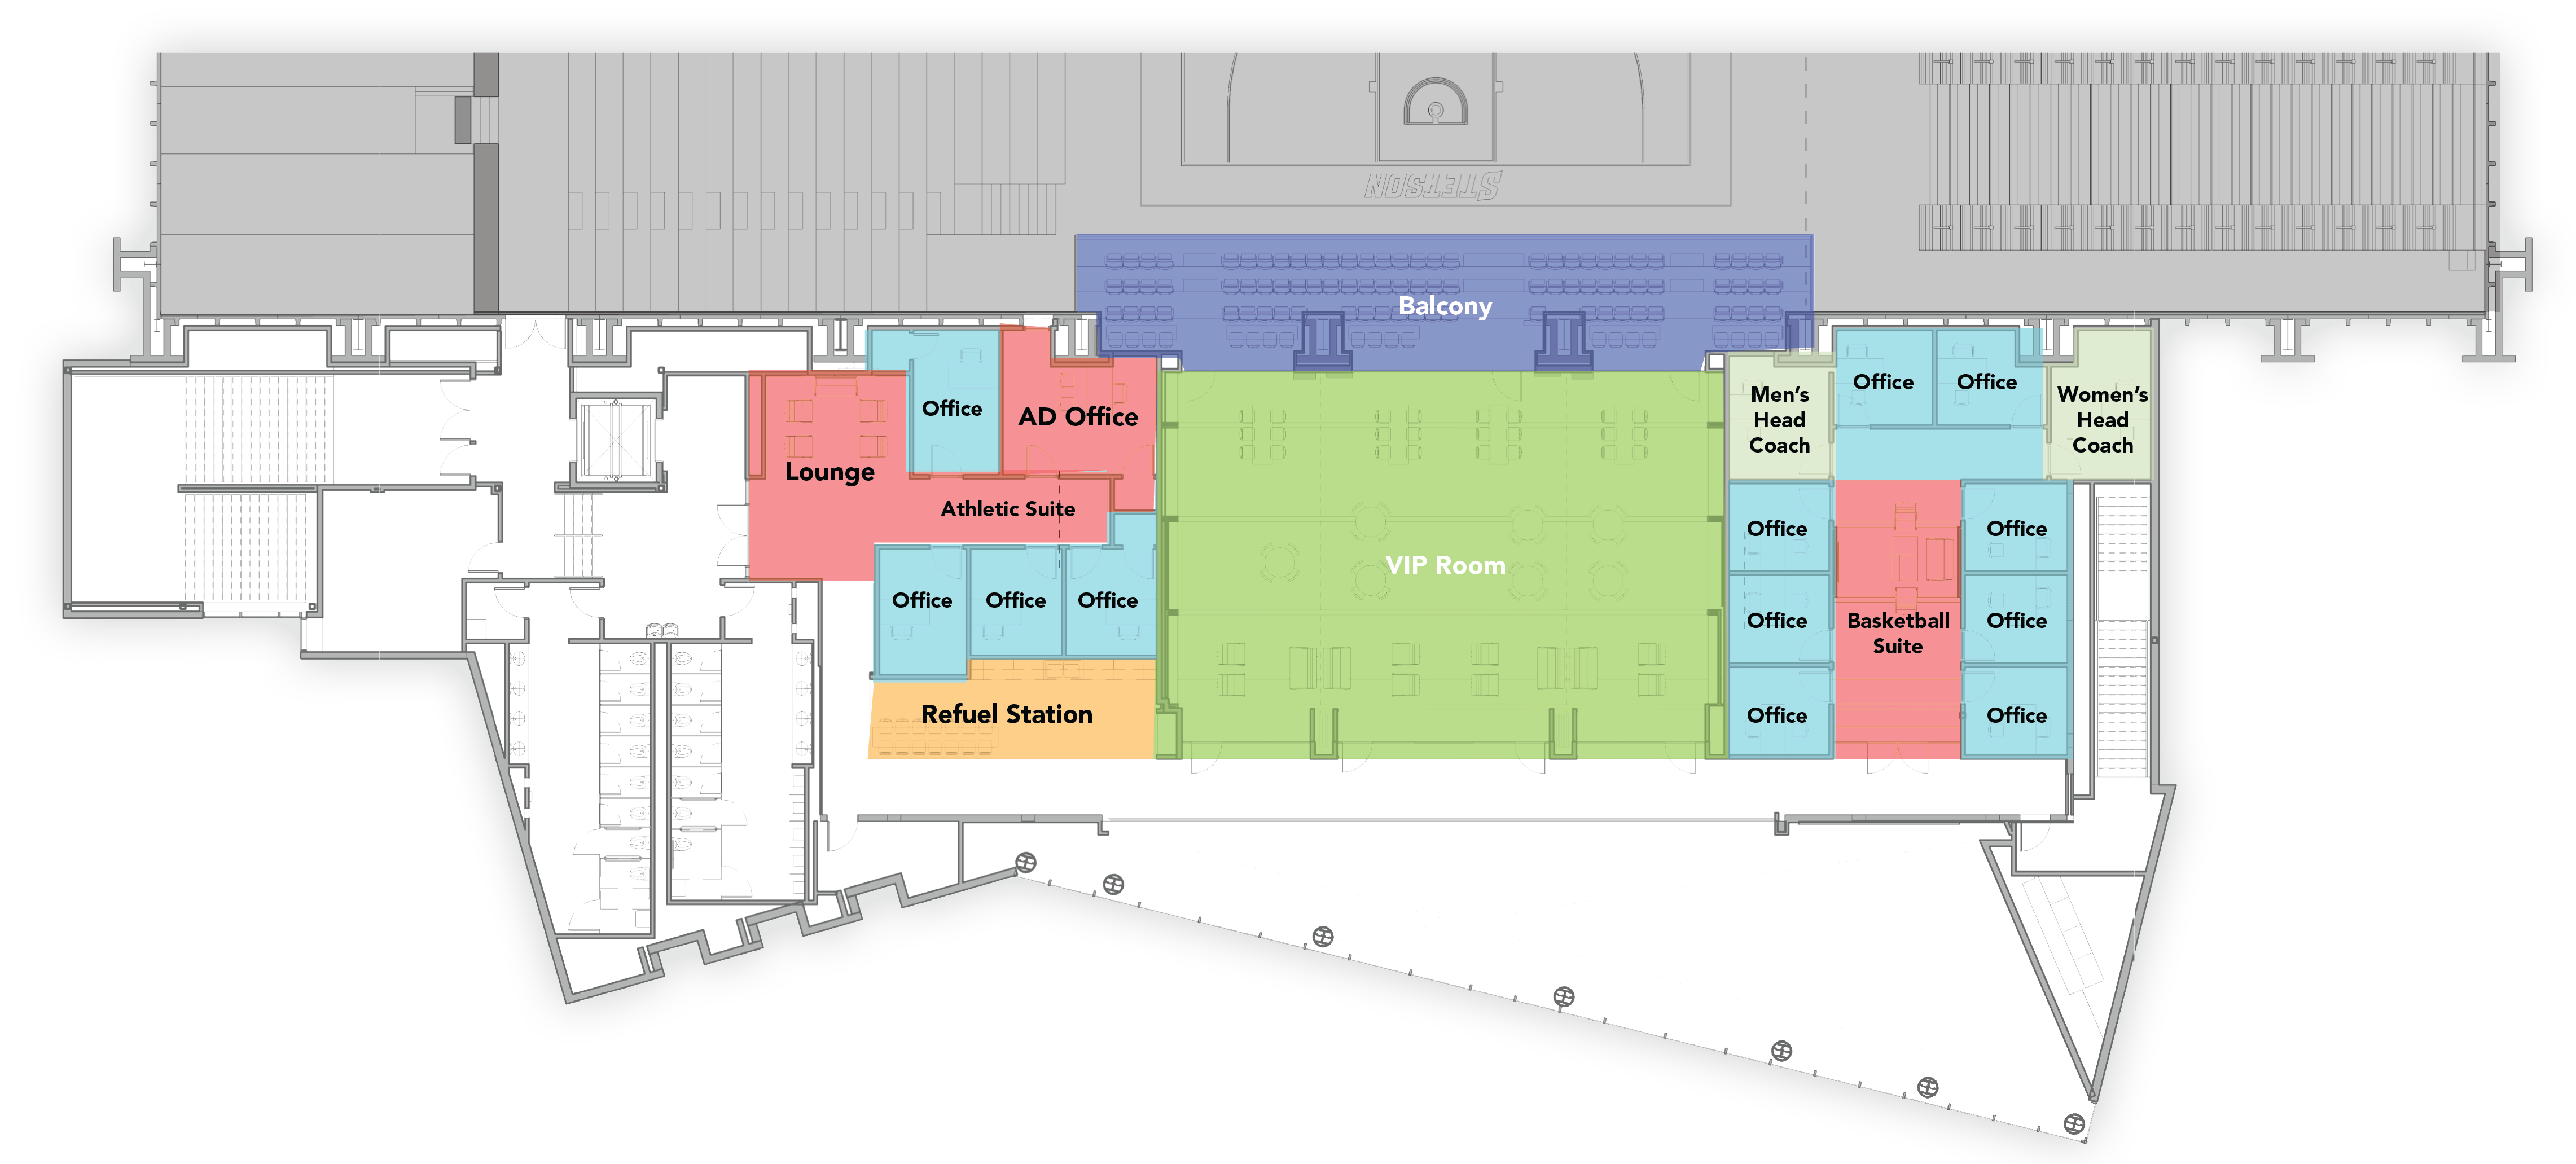 STETSON
Balcony
Office
AD Office
Lounge
Athletic Suite
Office
Office
Office
Refuel Station
VIP Room
Men's
Head
Coach
Office
Office
Women's
Head
Coach
Office
Office
Office
Office
Basketball
Suite
Office
Office
Office